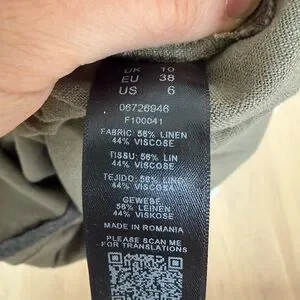 UK 10
EU 38
US 6
06726946
F100041
FABRIC: 56% LINEN
44% VISCOSE
TISSU: 56% LIN
44% VISCOSE
TEJIDO: 56% LINO
44% VISCOSE
GEWEBE
56% LEINEN
44% VISKOSE
MADE IN ROMANIA
PLEASE SCAN ME
FOR TRANSLATIONS